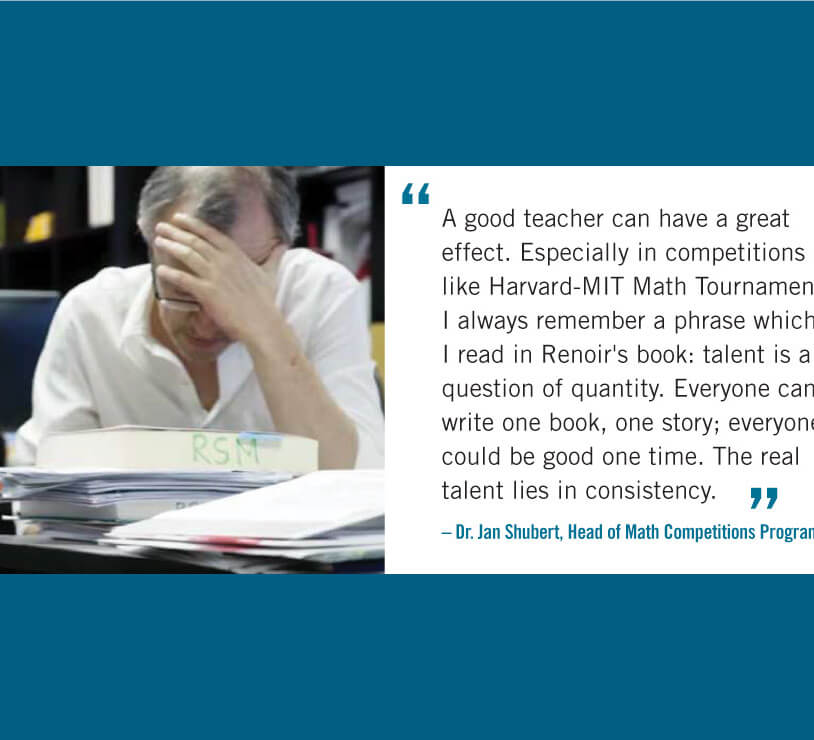 RSM
“
A good teacher can have a great
effect. Especially in competitions
like Harvard-MIT Math Tournamen
I always remember a phrase which
I read in Renoir's book: talent is a
question of quantity. Everyone can
write one book, one story; everyone
could be good one time. The real
talent lies in consistency. ”
– Dr. Jan Shubert, Head of Math Competitions Program